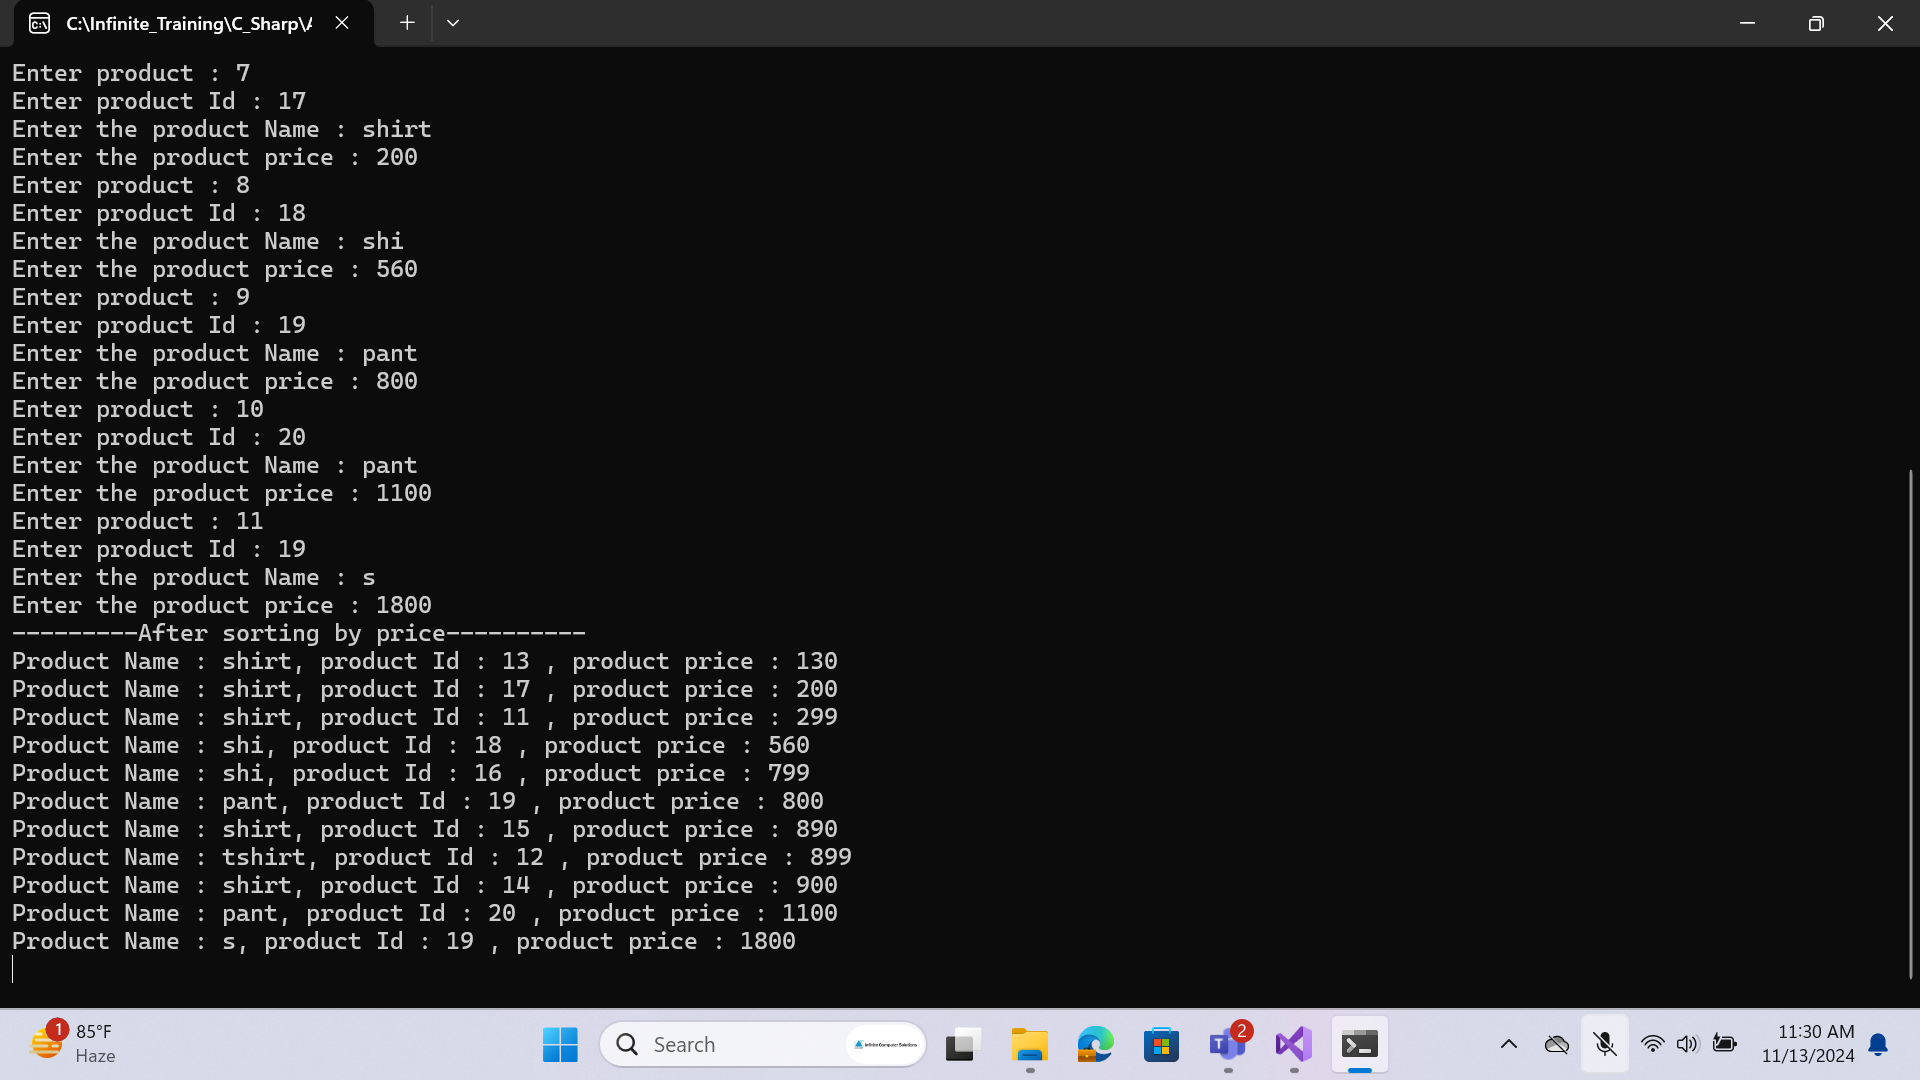 C:\Infinite_Training\C_Sharp\A
Enter product : 7
Enter product Id : 17
Enter the product Name : shirt
Enter the product price : 200
Enter product : 8
Enter product Id : 18
Enter the product Name : shi
Enter the product price : 560
Enter product : 9
Enter product Id : 19
Enter the product Name : pant
Enter the product price : 800
Enter product : 10
Enter product Id : 20
Enter the product Name : pant
Enter the product price : 1100
Enter product : 11
Enter product Id : 19
Enter the product Name : s
Enter the product price : 1800
---------After sorting by price----------
Product Name : shirt, product Id : 13 , product price : 130
Product Name : shirt, product Id : 17 , product price : 200
Product Name : shirt, product Id : 11 , product price : 299
Product Name : shi, product Id : 18 , product price : 560
Product Name : shi, product Id : 16 , product price : 799
Product Name : pant, product Id : 19 , product price : 800
Product Name : shirt, product Id : 15 , product price : 890
Product Name : tshirt, product Id : 12 , product price : 899
Product Name : shirt, product Id : 14 , product price : 900
Product Name : pant, product Id : 20 , product price : 1100
Product Name : s, product Id : 19 , product price : 1800
1
85°F
Haze
Search
Infinite Computer Solutions
T
2
11:30 AM
11/13/2024